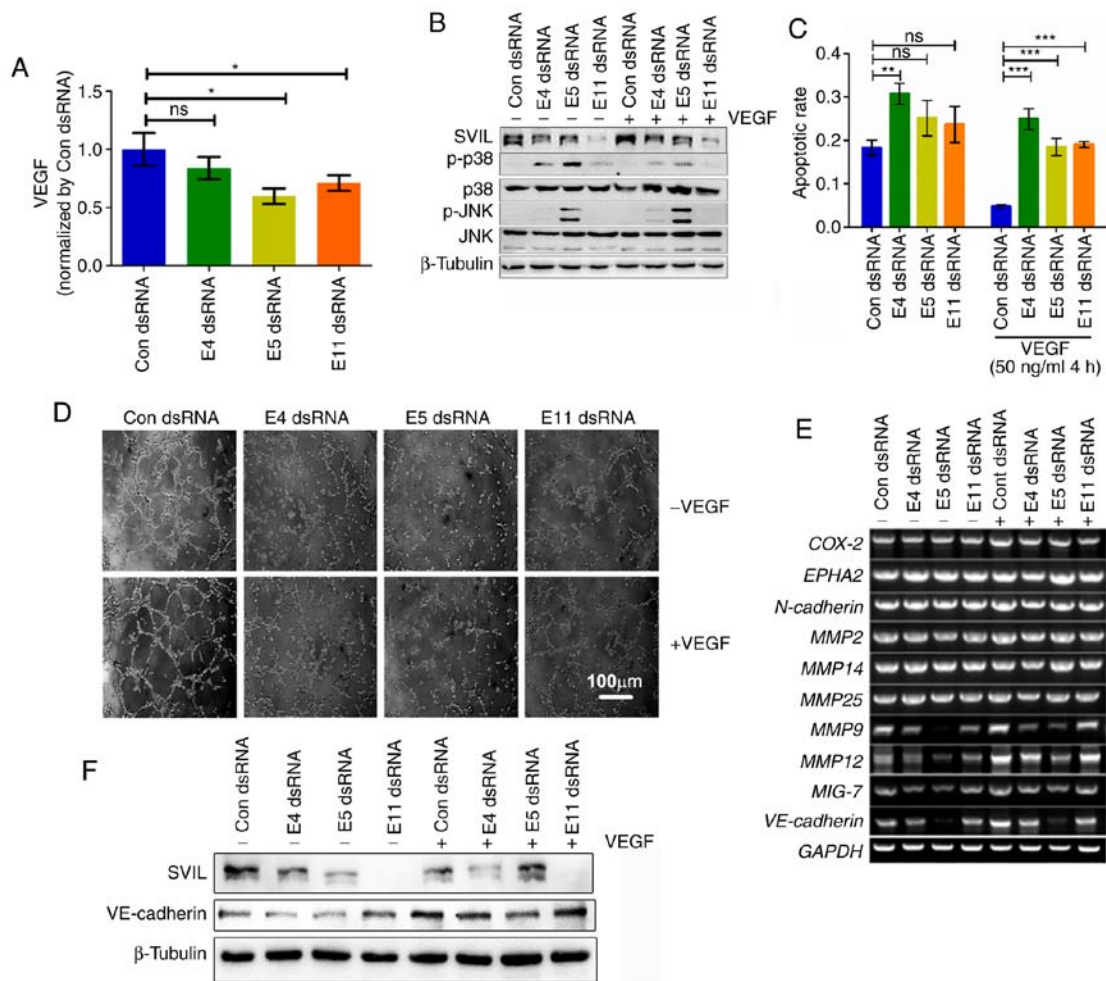 A
VEGF
(normalized by Con dsRNA)
1.5
1.0
0.5
0.0
*
*
ns
Con dsRNA
E4 dsRNA
E5 dsRNA
E11 dsRNA
B
Con dsRNA
E4 dsRNA
E5 dsRNA
E11 dsRNA
Con dsRNA
E4 dsRNA
E5 dsRNA
E11 dsRNA
– – – – + + + + VEGF
SVIL
p-p38
p38
p-JNK
JNK
β-Tubulin
C
Apoptotic rate
0.4
0.3
0.2
0.1
0.0
ns
ns
**
***
***
***
Con dsRNA
E4 dsRNA
E5 dsRNA
E11 dsRNA
Con dsRNA
E4 dsRNA
E5 dsRNA
E11 dsRNA
VEGF
(50 ng/ml 4 h)
D
Con dsRNA E4 dsRNA E5 dsRNA E11 dsRNA
–VEGF
+VEGF
100μm
E
Con dsRNA
E4 dsRNA
E5 dsRNA
E11 dsRNA
Cont dsRNA
E4 dsRNA
E5 dsRNA
E11 dsRNA
– – – – + + + +
COX-2
EPHA2
N-cadherin
MMP2
MMP14
MMP25
MMP9
MMP12
MIG-7
VE-cadherin
GAPDH
F
Con dsRNA
E4 dsRNA
E5 dsRNA
E11 dsRNA
Con dsRNA
E4 dsRNA
E5 dsRNA
E11 dsRNA
– – – – + + + + VEGF
SVIL
VE-cadherin
β-Tubulin